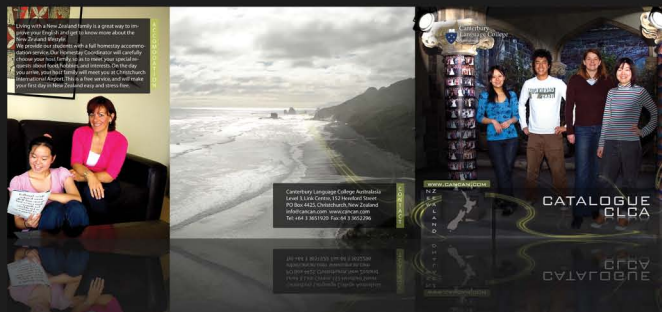 Living with a New Zealand family is a great way to im-
prove your English and get to know more about the
New Zealand lifestyle.
We provide our students with a full homestay accommo-
dation service. Our Homestay Coordinator will carefully
choose your host family, so as to meet your special re-
quests about food, hobbies and interests. On the day
you arrive, your host family will meet you at Christchurch
International Airport. This is a free service, and will make
your first day in New Zealand easy and stress-free.
ACCOMODATION
Canterbury Language College Australasia
Level 3, Link Centre, 152 Hereford Street
PO Box 4425, Christchurch, New Zealand
info@cancan.com www.cancan.com
Tel: +64 3 3651920 Fax: 64 3 3652296
CONTACT
Canterbury
Language College
WWW.CANCAN.COM
NEW ZEALAND
CATALOGUE
CLCA